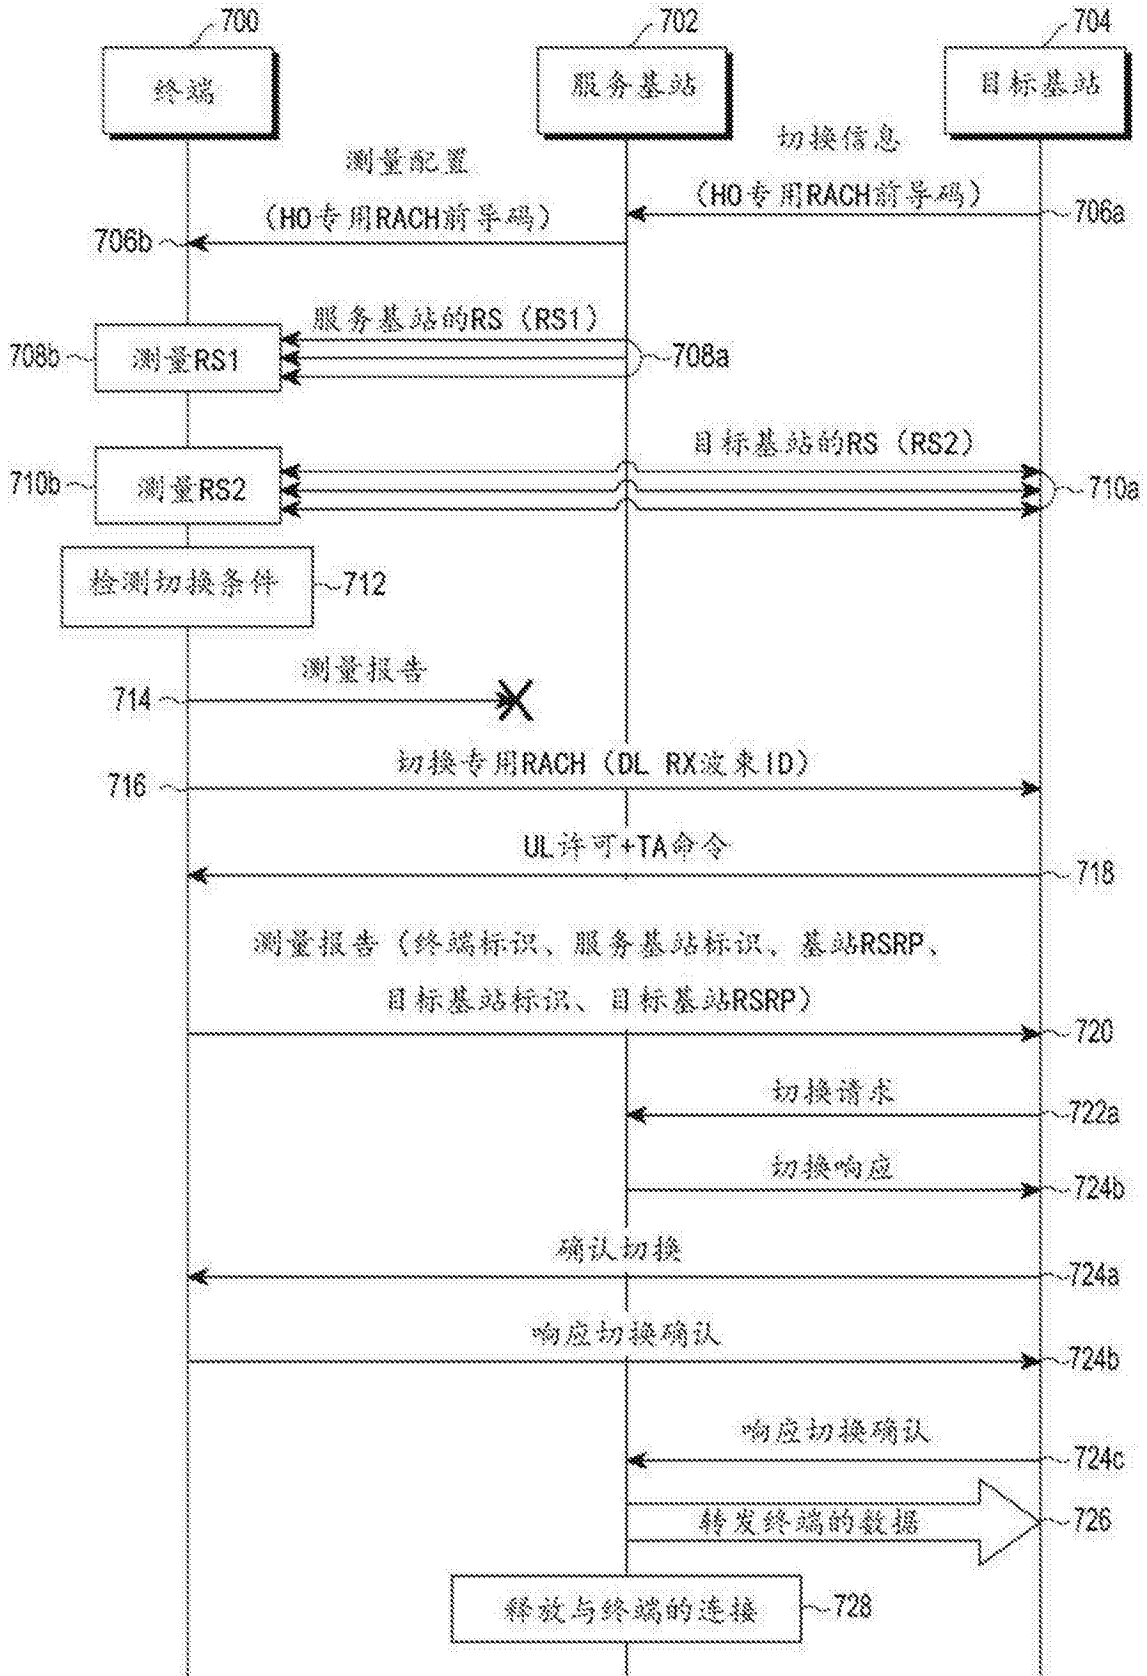 700
702
704
终端
服务基站
目标基站
切换信息
测量配置
(HO专用RACH前导码)
706a
(HO专用RACH前导码)
706b
服务基站的RS (RS1)
708b
测量RS1
708a
目标基站的RS (RS2)
710b
测量RS2
710a
检测切换条件
712
测量报告
714
切换专用RACH (DL RX波束ID)
716
UL许可+TA命令
718
测量报告 (终端标识、服务基站标识、基站RSRP、
目标基站标识、目标基站RSRP)
720
切换请求
722a
切换响应
724b
确认切换
724a
响应切换确认
724b
响应切换确认
724c
转发终端的数据
726
释放与终端的连接
728